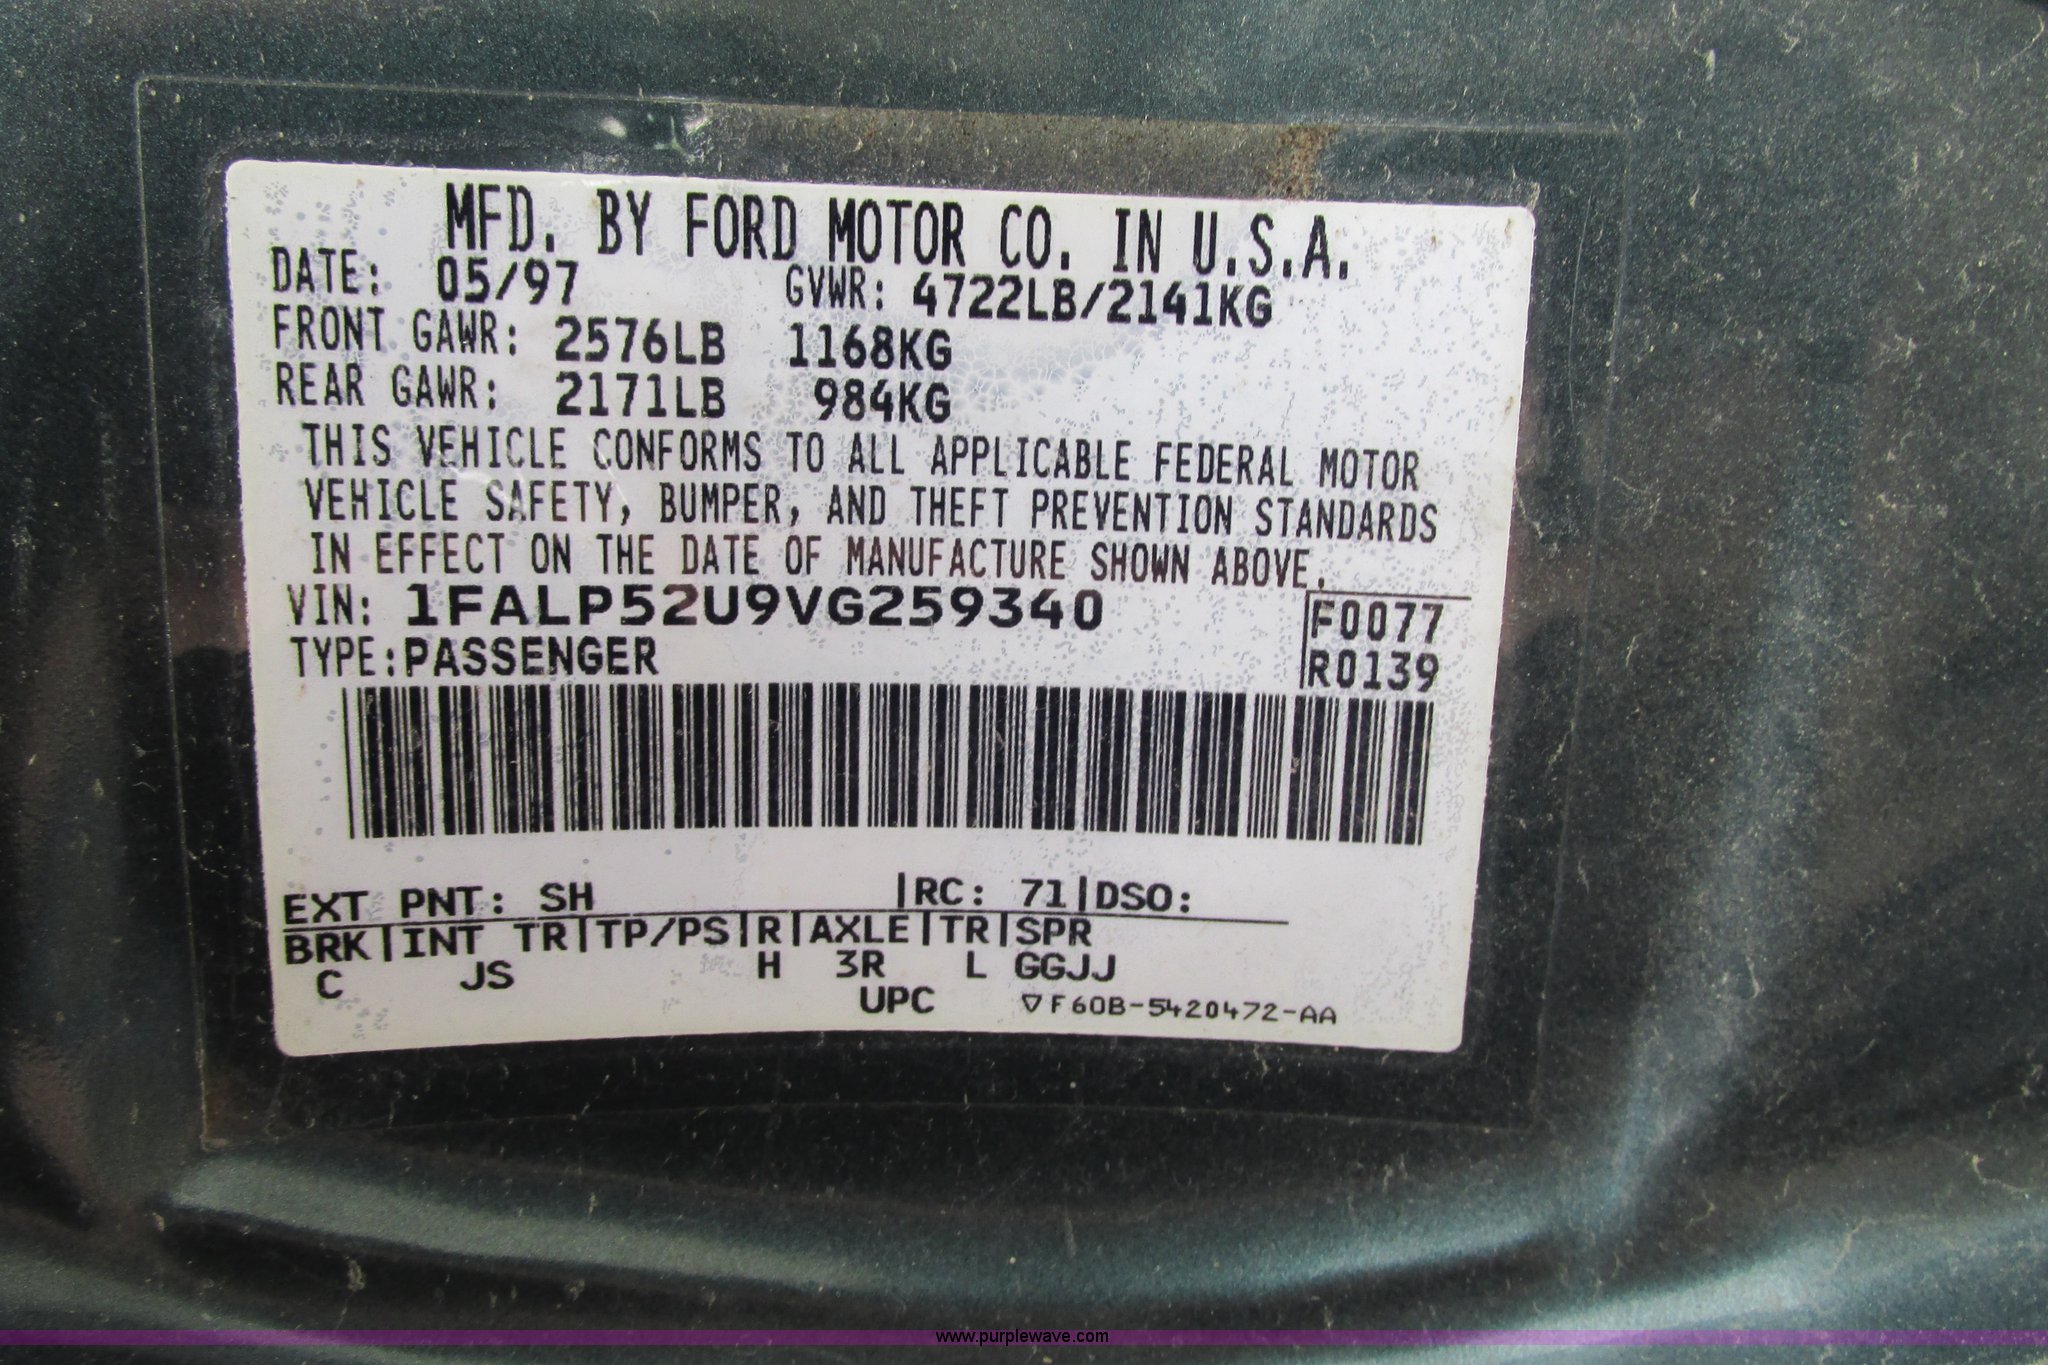 MFD. BY FORD MOTOR CO. IN U.S.A.
DATE: 05/97 GVWR: 4722LB/2141KG
FRONT GAWR: 2576LB 1168KG
REAR GAWR: 2171LB 984KG
THIS VEHICLE CONFORMS TO ALL APPLICABLE FEDERAL MOTOR
VEHICLE SAFETY, BUMPER, AND THEFT PREVENTION STANDARDS
IN EFFECT ON THE DATE OF MANUFACTURE SHOWN ABOVE.
VIN: 1FALP52U9VG259340 F0077
TYPE:PASSENGER R0139
EXT PNT: SH |RC: 71|DSO:
BRK|INT TR|TP/PS|R|AXLE|TR|SPR
C JS H 3R L GGJJ
UPC ▽F60B-5420472-AA
www.purplewave.com